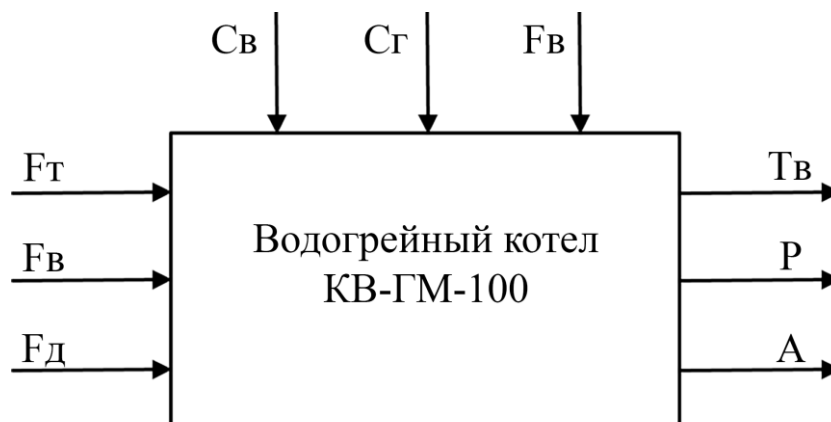 Св Сг Fв
Fт
Fв
Fд
Водогрейный котел
КВ-ГМ-100
Тв
Р
А